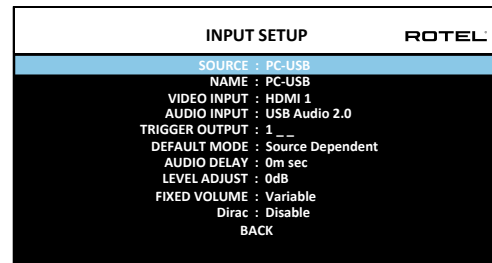 INPUT SETUP
ROTEL
SOURCE : PC-USB
NAME : PC-USB
VIDEO INPUT : HDMI 1
AUDIO INPUT : USB Audio 2.0
TRIGGER OUTPUT : 1 _ _
DEFAULT MODE : Source Dependent
AUDIO DELAY : 0m sec
LEVEL ADJUST : 0dB
FIXED VOLUME : Variable
Dirac : Disable
BACK